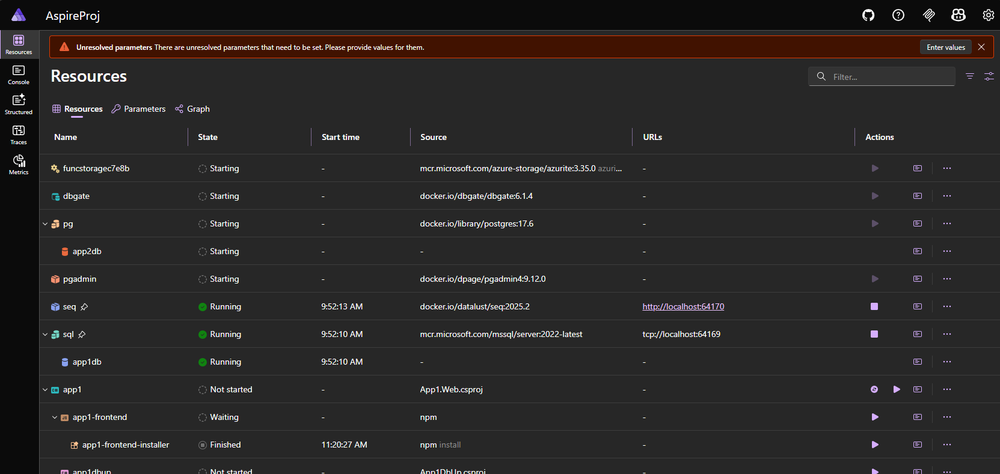 AspireProj
Resources
Console
Structured
Traces
Metrics
Unresolved parameters There are unresolved parameters that need to be set. Please provide values for them.
Enter values
Resources
Filter...
Resources Parameters Graph
Name State Start time Source URLs Actions
funcstoragec7e8b Starting - mcr.microsoft.com/azure-storage/azurite:3.35.0 azuri... -
dbgate Starting - docker.io/dbgate/dbgate:6.1.4 -
pg Starting - docker.io/library/postgres:17.6 -
app2db Starting - - -
pgadmin Starting - docker.io/dpage/pgadmin4:9.12.0 -
seq Running 9:52:13 AM docker.io/datalust/seq:2025.2 http://localhost:64170
sql Running 9:52:10 AM mcr.microsoft.com/mssql/server:2022-latest tcp://localhost:64169
app1db Running 9:52:10 AM - -
C# app1 Not started - App1.Web.csproj -
JS app1-frontend Waiting - npm -
app1-frontend-installer Finished 11:20:27 AM npm install -
app1dbup Not started - App1DbUp.csproj -